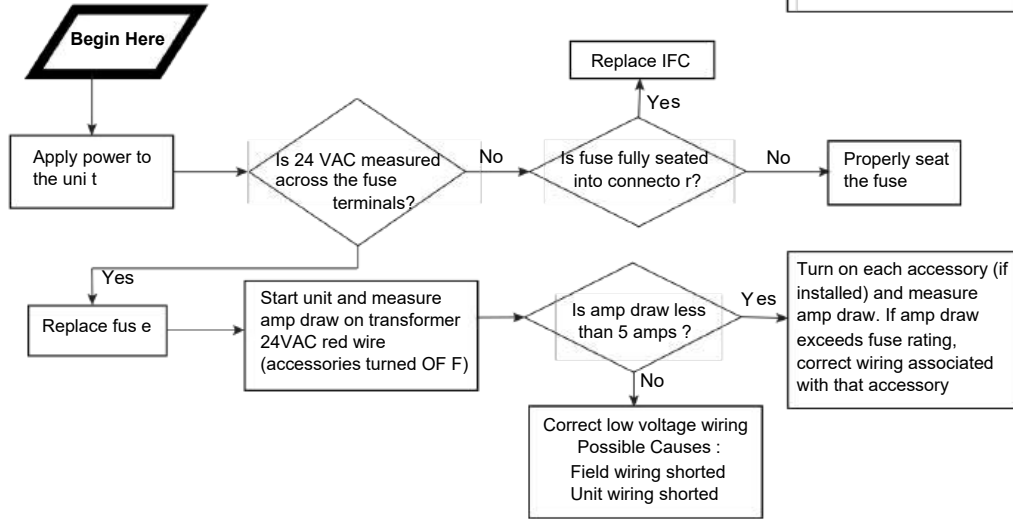 Begin Here
Apply power to
the uni t
Is 24 VAC measured
across the fuse
terminals?
No
Is fuse fully seated
into connecto r?
Yes
Replace IFC
No
Properly seat
the fuse
Yes
Replace fus e
Start unit and measure
amp draw on transformer
24VAC red wire
(accessories turned OF F)
Is amp draw less
than 5 amps ?
Yes
Turn on each accessory (if
installed) and measure
amp draw. If amp draw
exceeds fuse rating,
correct wiring associated
with that accessory
No
Correct low voltage wiring
Possible Causes :
Field wiring shorted
Unit wiring shorted